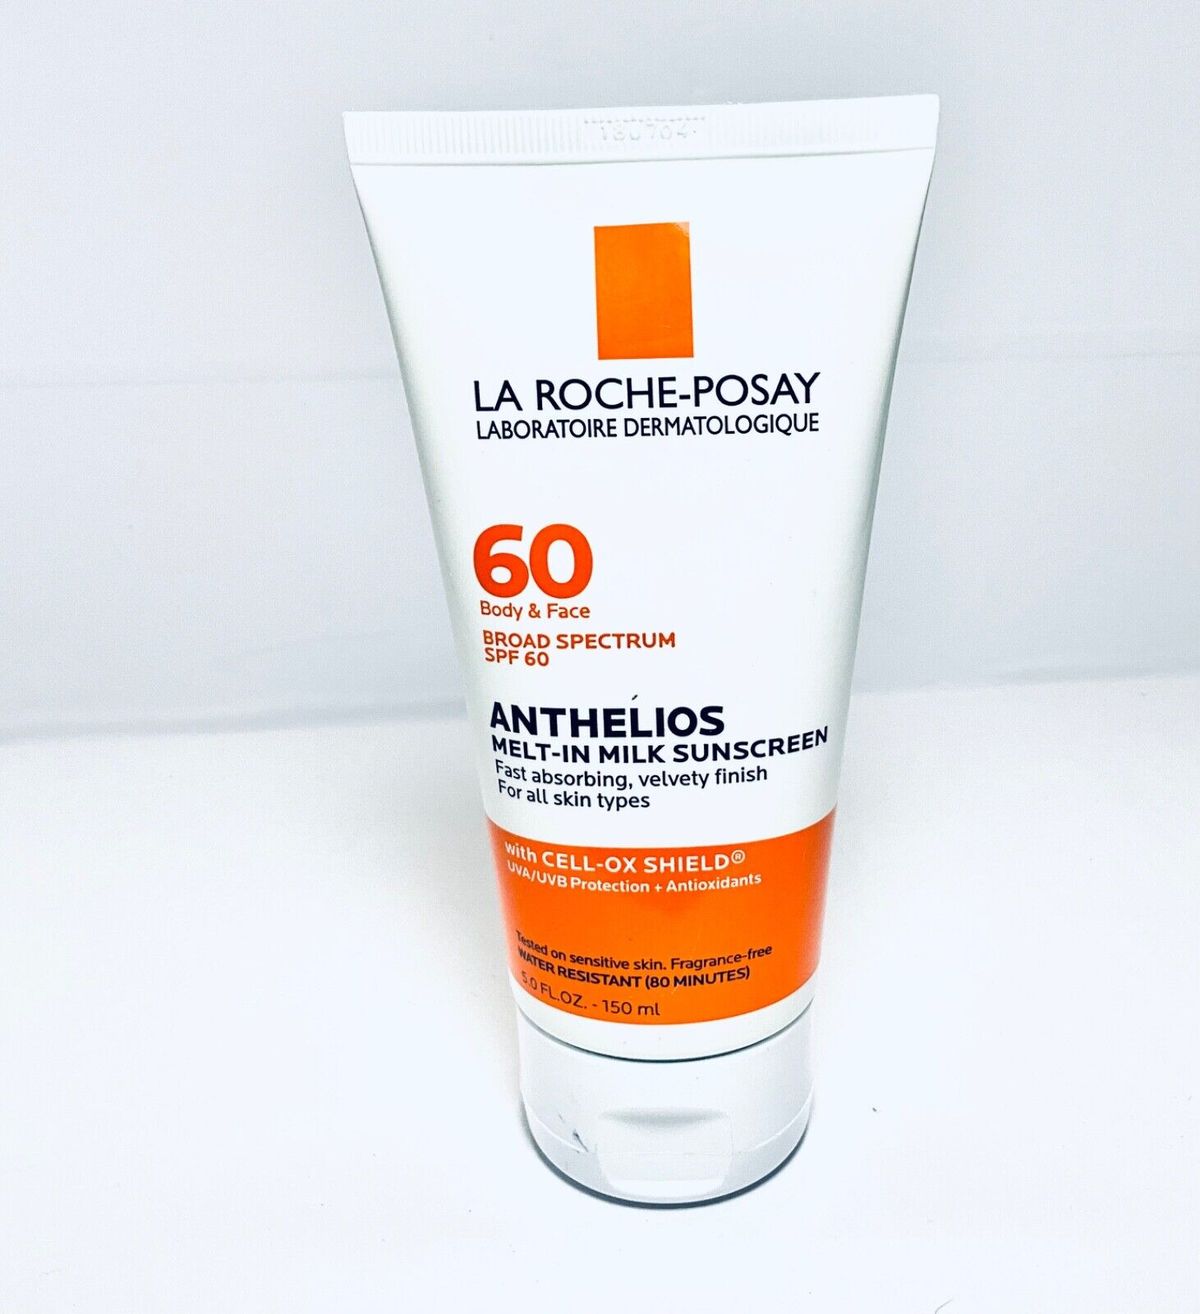 LA ROCHE-POSAY
LABORATOIRE DERMATOLOGIQUE
60
Body & Face
BROAD SPECTRUM
SPF 60
ANTHÉLIOS
MELT-IN MILK SUNSCREEN
Fast absorbing, velvety finish
For all skin types
with CELL-OX SHIELD®
UVA/UVB Protection + Antioxidants
Tested on sensitive skin. Fragrance-free
WATER RESISTANT (80 MINUTES)
5.0 FL.OZ. - 150 ml